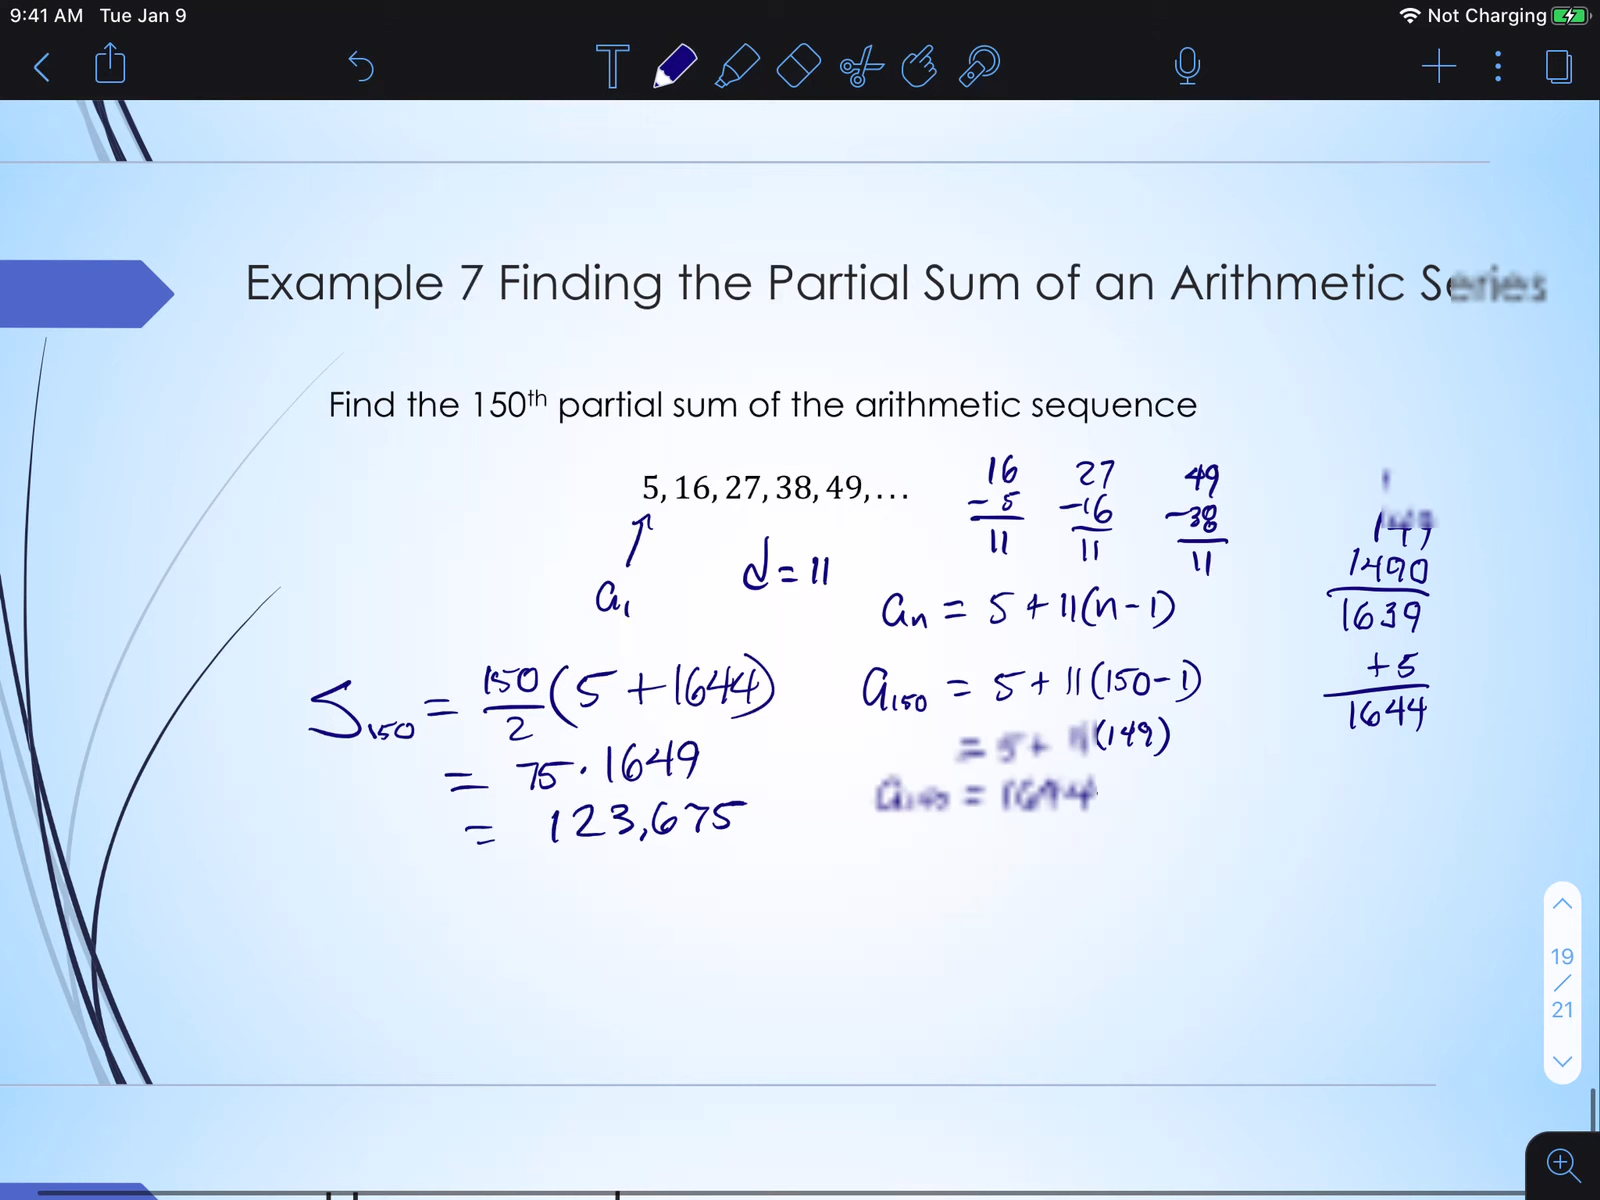 9:41 AM Tue Jan 9
Not Charging
Example 7 Finding the Partial Sum of an Arithmetic
Find the 150th partial sum of the arithmetic sequence
5, 16, 27, 38, 49, ...
a1
d = 11
16
- 5
11
27
-16
11
49
-38
11
an = 5 + 11(n-1)
a150 = 5 + 11(150-1)
(149)
1490
1639
+5
1644
S150 = 150/2 (5 + 1644)
= 75 · 1649
= 123,675
19
/
21